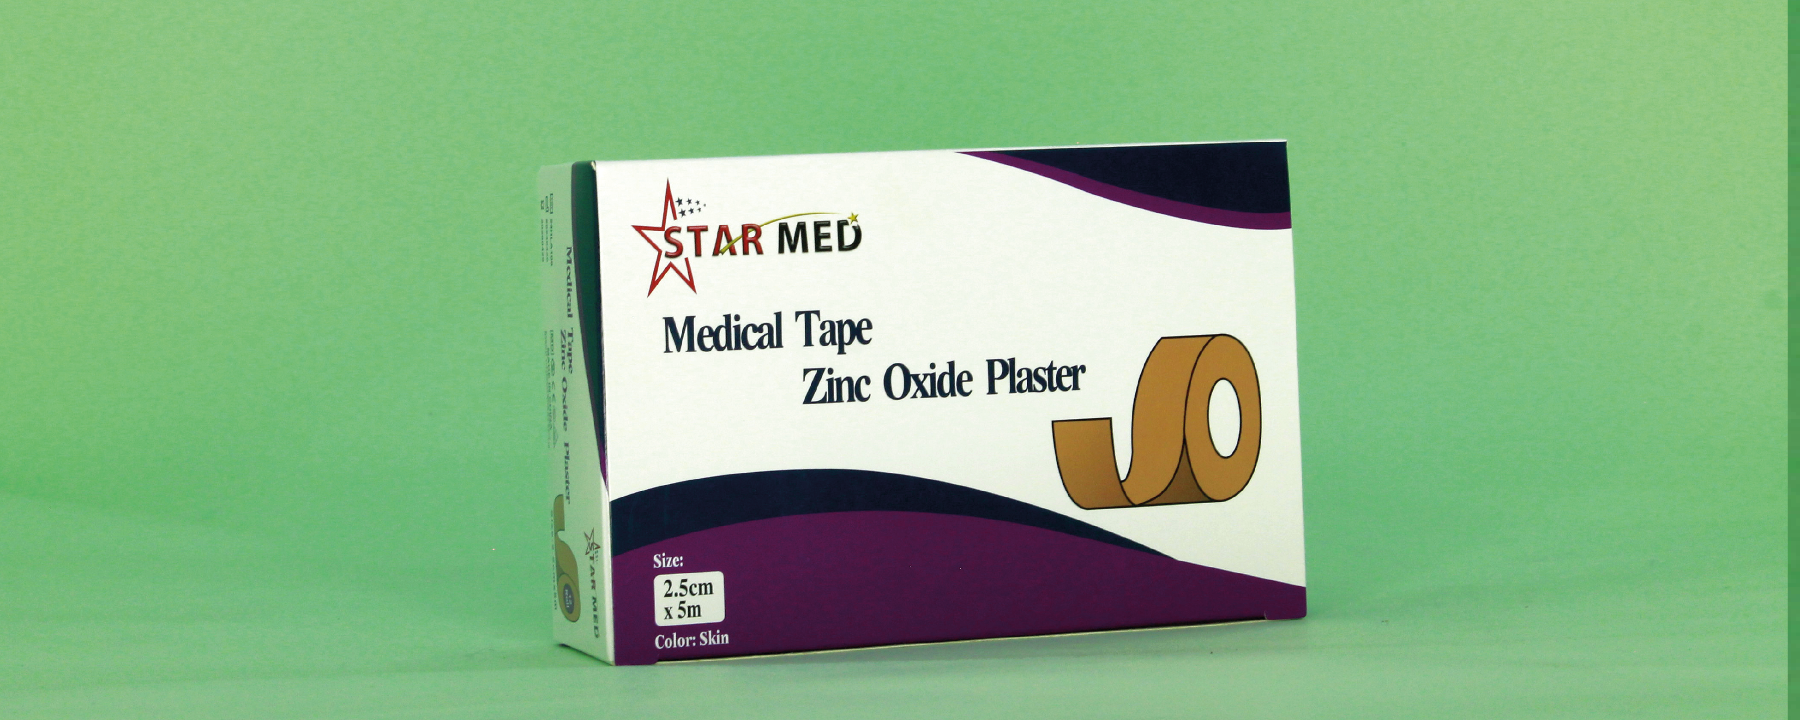 STAR MED
Medical Tape
Zinc Oxide Plaster
Size:
2.5cm
x 5m
Color: Skin
Medical Tape
Zinc Oxide Plaster
STAR MED